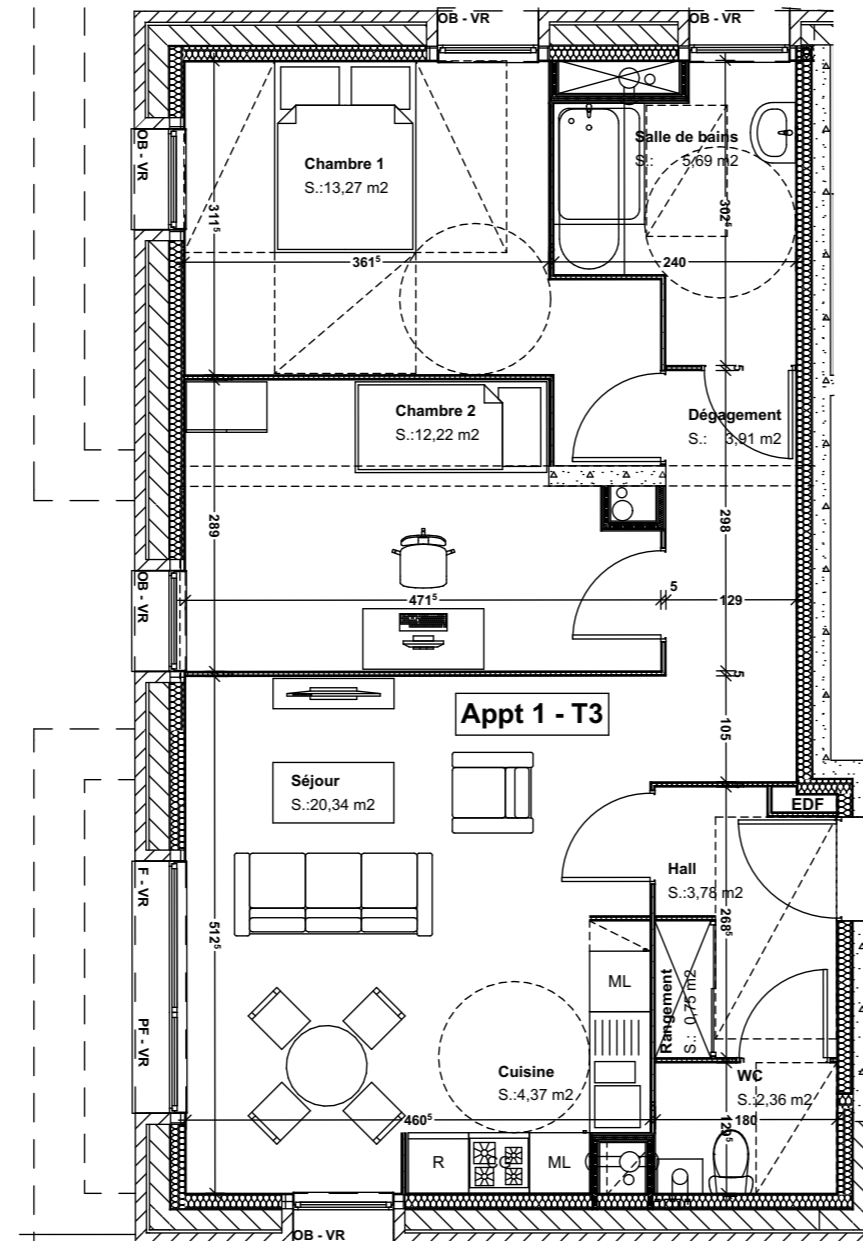 OB - VR
OB - VR
OB - VR
Chambre 1
S.:13,27 m2
Salle de bains
S.: 5,69 m2
311⁵
302⁵
361⁵
240
5
Chambre 2
S.:12,22 m2
Dégagement
S.: 3,91 m2
289
298
OB - VR
471⁵
5
129
5
Appt 1 - T3
105
Séjour
S.:20,34 m2
EDF
F - VR
Hall
S.:3,78 m2
512⁵
268⁵
ML
Rangement
S.: 0,75 m2
PF - VR
Cuisine
S.:4,37 m2
WC
S.:2,36 m2
460⁵
180
129⁵
R
ML
OB - VR